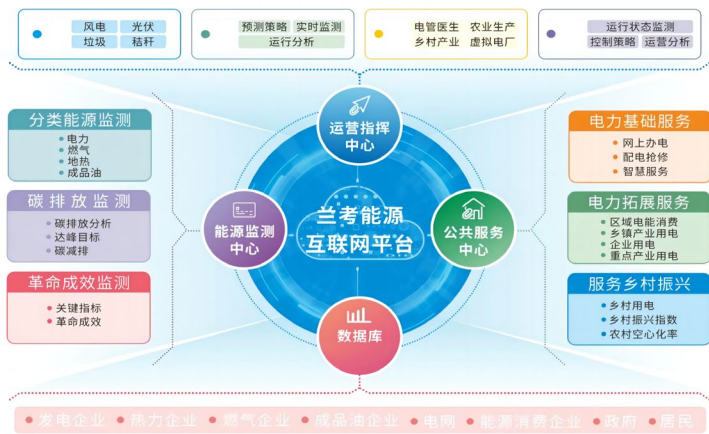 风电 光伏
垃圾 秸秆
预测策略 实时监测
运行分析
电管医生 农业生产
乡村产业 虚拟电厂
运行状态监测
控制策略 运营分析
运营指挥
中心
分类能源监测
电力
燃气
地热
成品油
碳排放监测
碳排放分析
达峰目标
碳减排
革命成效监测
关键指标
革命成效
能源监测
中心
兰考能源
互联网平台
公共服务
中心
数据库
电力基础服务
网上办电
配电抢修
智慧服务
电力拓展服务
区域电能消费
乡镇产业用电
企业用电
重点产业用电
服务乡村振兴
乡村用电
乡村振兴指数
农村空心化率
发电企业 热力企业 燃气企业 成品油企业 电网 能源消费企业 政府 居民